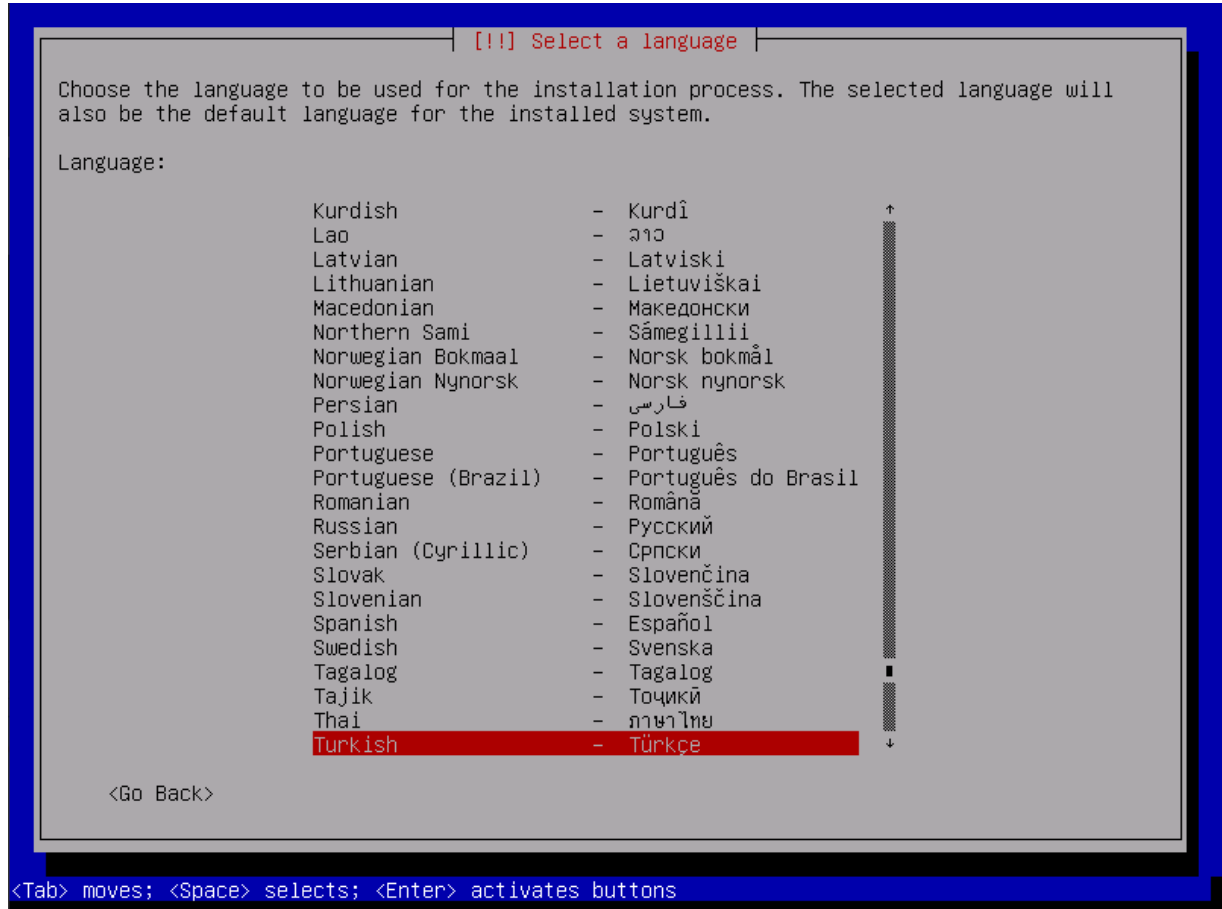 [!!] Select a language
Choose the language to be used for the installation process. The selected language will
also be the default language for the installed system.
Language:
Kurdish - Kurdî
Lao - ລາວ
Latvian - Latviski
Lithuanian - Lietuviškai
Macedonian - Македонски
Northern Sami - Sámegillii
Norwegian Bokmaal - Norsk bokmål
Norwegian Nynorsk - Norsk nynorsk
Persian - فارسی
Polish - Polski
Portuguese - Português
Portuguese (Brazil) - Português do Brasil
Romanian - Română
Russian - Русский
Serbian (Cyrillic) - Српски
Slovak - Slovenčina
Slovenian - Slovenščina
Spanish - Español
Swedish - Svenska
Tagalog - Tagalog
Tajik - Тоҷикӣ
Thai - ภาษาไทย
Turkish - Türkçe
<Go Back>
<Tab> moves; <Space> selects; <Enter> activates buttons